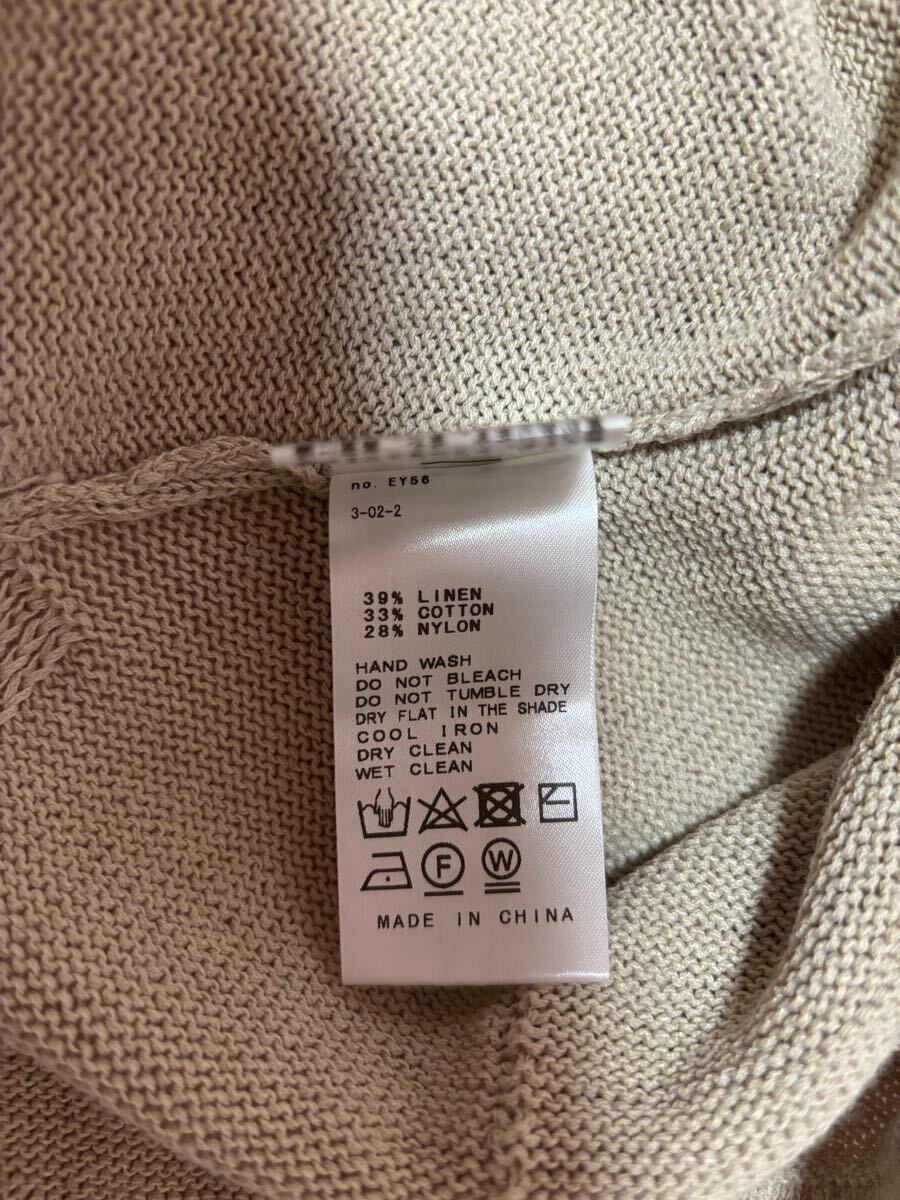 no. EY56
3-02-2
39% LINEN
33% COTTON
28% NYLON
HAND WASH
DO NOT BLEACH
DO NOT TUMBLE DRY
DRY FLAT IN THE SHADE
COOL IRON
DRY CLEAN
WET CLEAN
F W
MADE IN CHINA